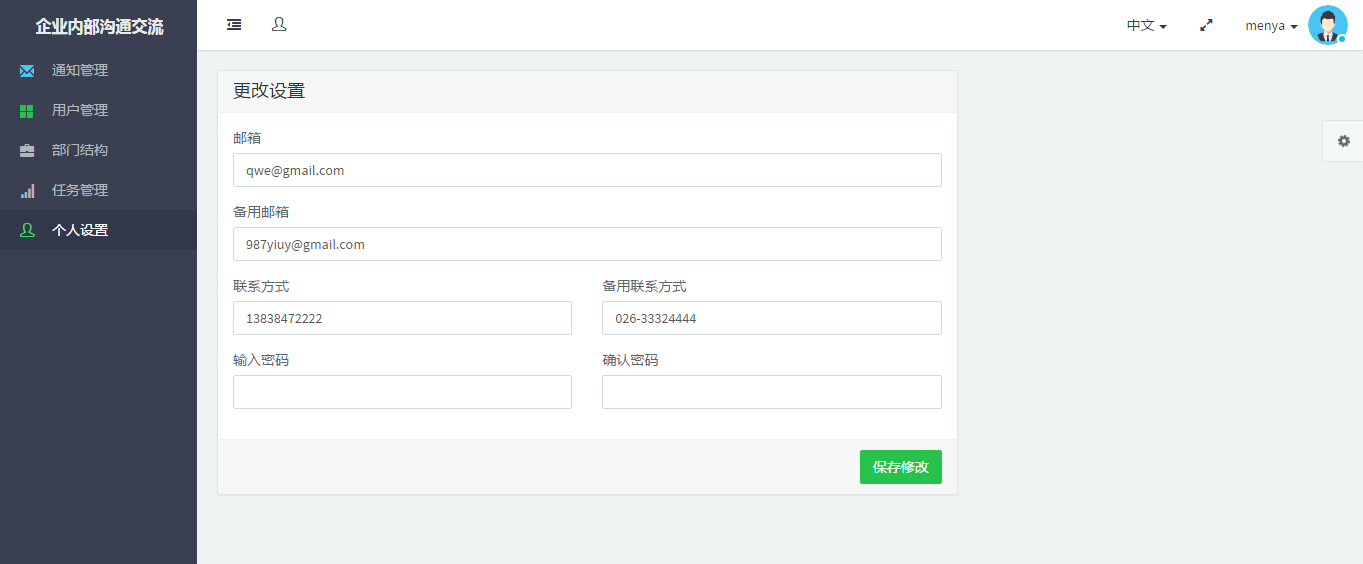 企业内部沟通交流
中文
menya
通知管理
用户管理
部门结构
任务管理
个人设置
更改设置
邮箱
qwe@gmail.com
备用邮箱
987yiuy@gmail.com
联系方式
备用联系方式
13838472222
026-33324444
输入密码
确认密码
保存修改